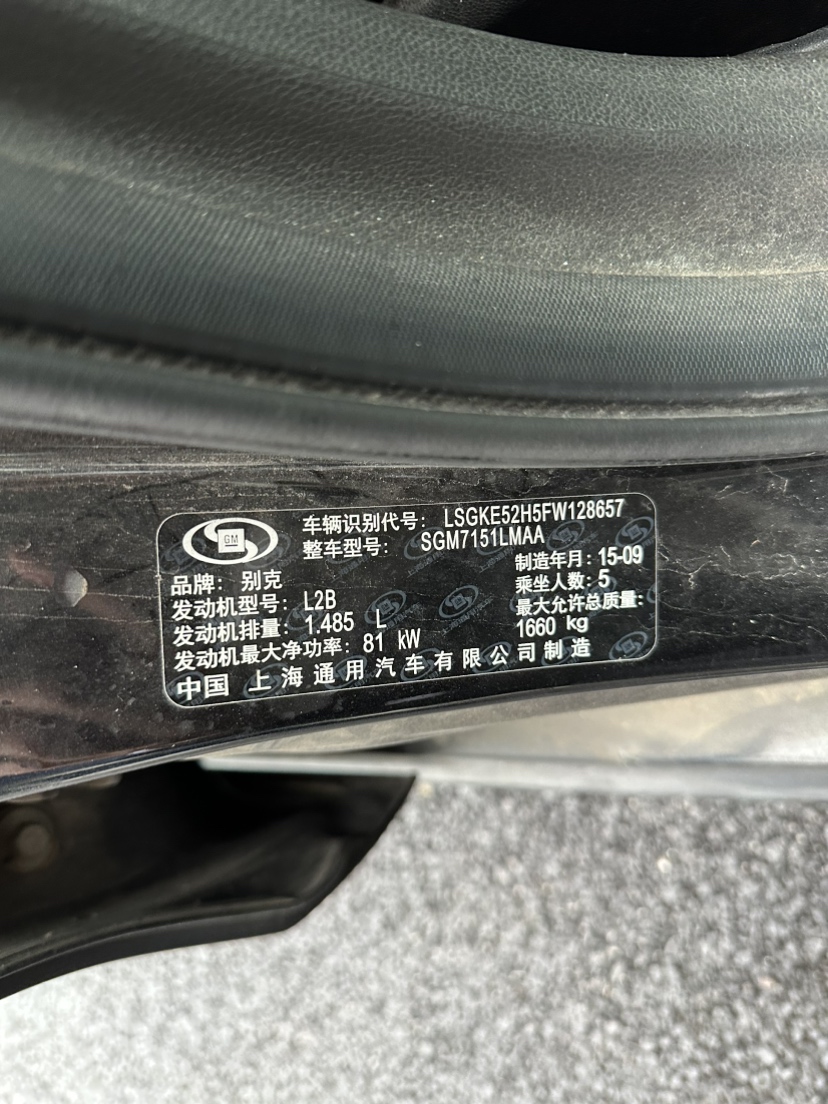 GM
车辆识别代号: LSGKE52H5FW128657
整车型号: SGM7151LMAA
品牌: 别克
制造年月: 15-09
发动机型号: L2B
乘坐人数: 5
发动机排量: 1.485 L
最大允许总质量:
1660 kg
发动机最大净功率: 81 kW
中国 上海通用汽车有限公司制造